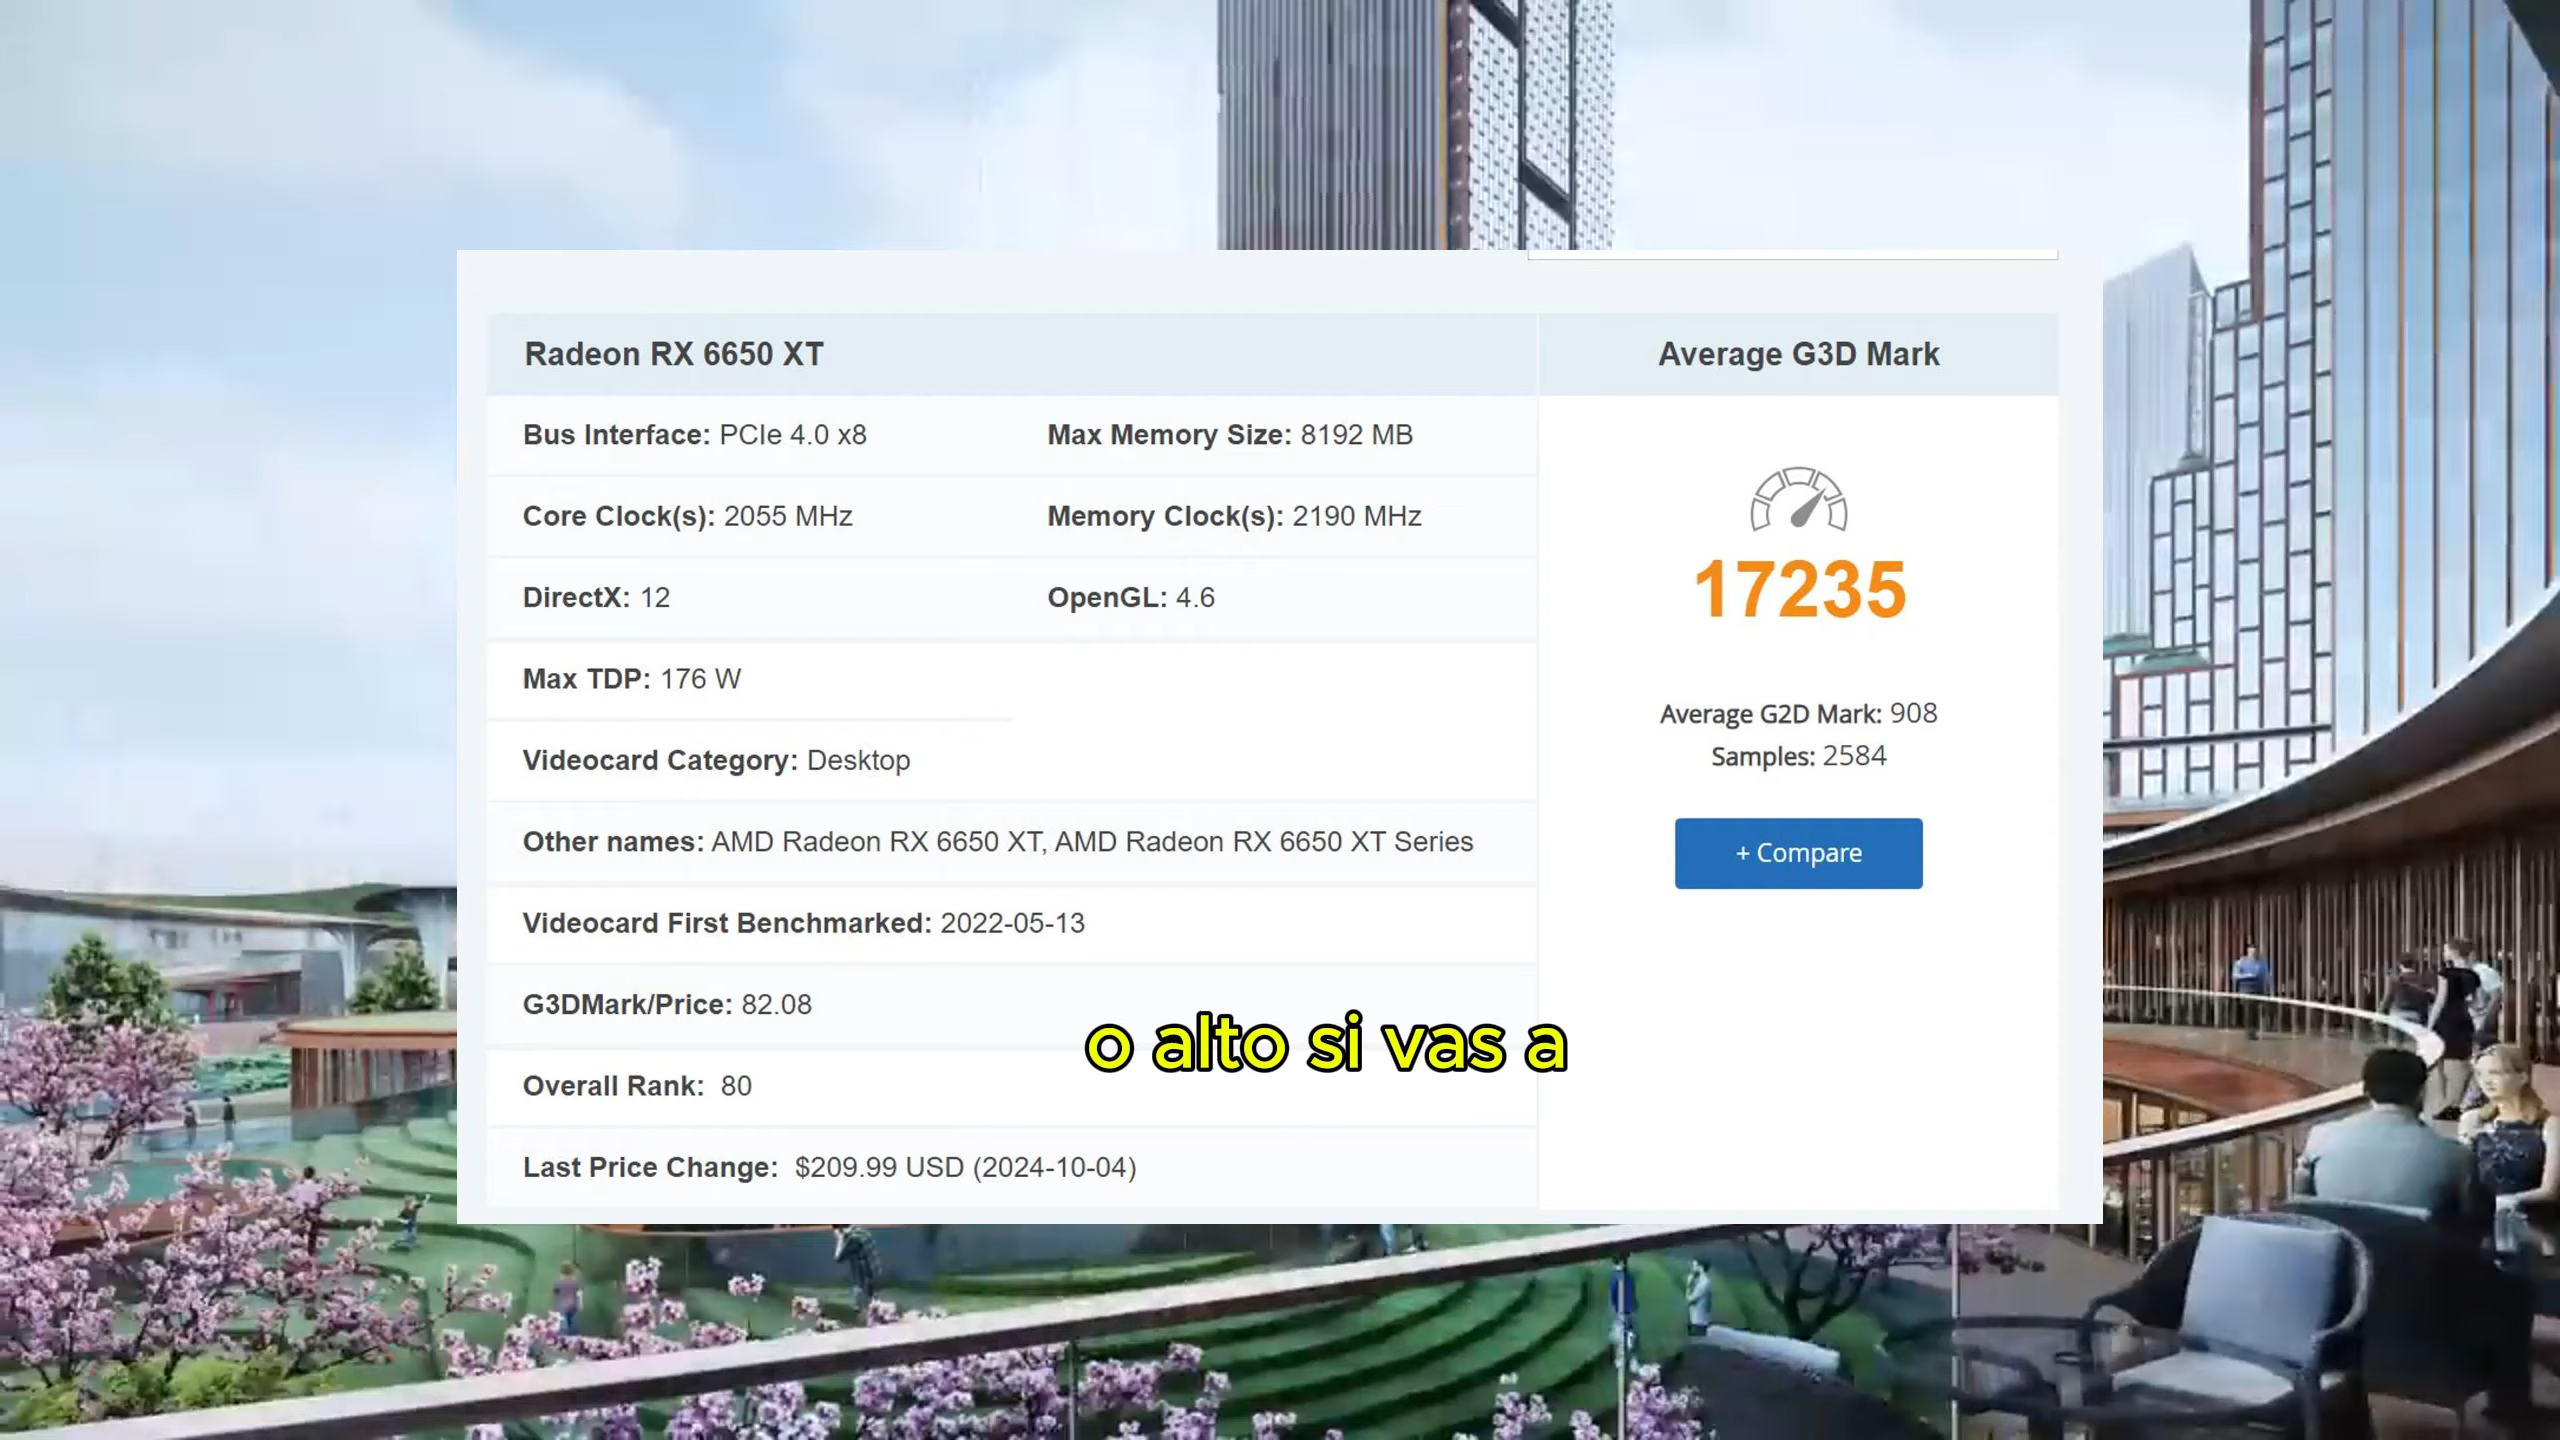 Radeon RX 6650 XT
Average G3D Mark
Bus Interface: PCIe 4.0 x8
Max Memory Size: 8192 MB
Core Clock(s): 2055 MHz
Memory Clock(s): 2190 MHz
DirectX: 12
OpenGL: 4.6
Max TDP: 176 W
Videocard Category: Desktop
Other names: AMD Radeon RX 6650 XT, AMD Radeon RX 6650 XT Series
Videocard First Benchmarked: 2022-05-13
G3DMark/Price: 82.08
Overall Rank: 80
Last Price Change: $209.99 USD (2024-10-04)
17235
Average G2D Mark: 908
Samples: 2584
+ Compare
o alto si vas a